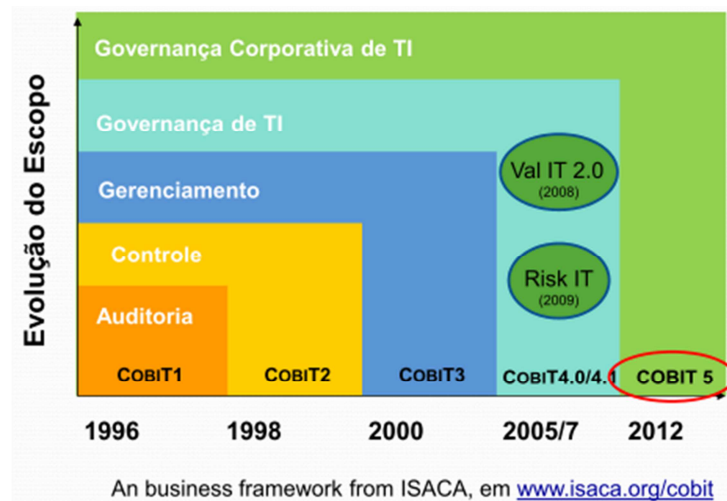 Evolução do Escopo
Governança Corporativa de TI
Governança de TI
Gerenciamento
Controle
Auditoria
Val IT 2.0
(2008)
Risk IT
(2009)
COBIT1
COBIT2
COBIT3
COBIT4.0/4.1
COBIT 5
1996
1998
2000
2005/7
2012
An business framework from ISACA, em www.isaca.org/cobit